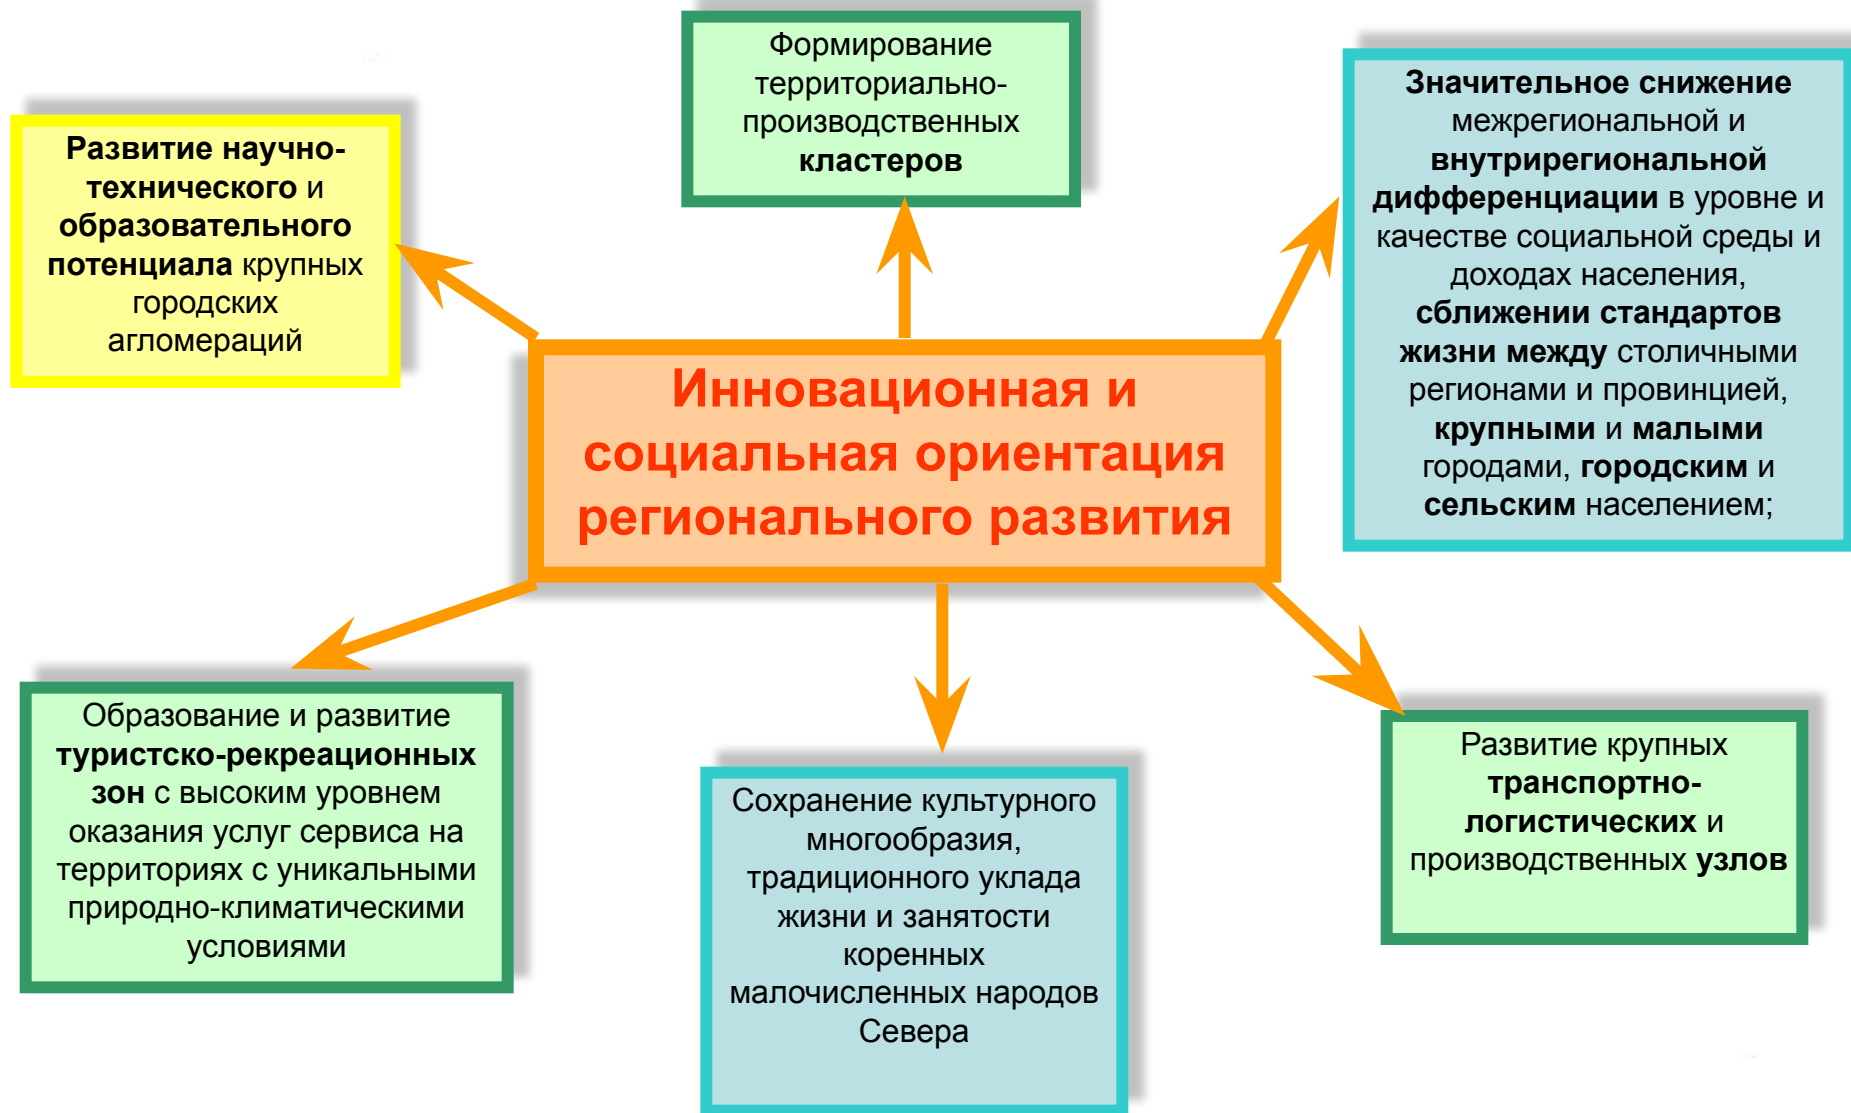 Формирование
территориально-
производственных
кластеров
Развитие научно-
технического и
образовательного
потенциала крупных
городских
агломераций
Значительное снижение
межрегиональной и
внутрирегиональной
дифференциации в уровне и
качестве социальной среды и
доходах населения,
сближении стандартов
жизни между столичными
регионами и провинцией,
крупными и малыми
городами, городским и
сельским населением;
Инновационная и
социальная ориентация
регионального развития
Образование и развитие
туристско-рекреационных
зон с высоким уровнем
оказания услуг сервиса на
территориях с уникальными
природно-климатическими
условиями
Сохранение культурного
многообразия,
традиционного уклада
жизни и занятости
коренных
малочисленных народов
Севера
Развитие крупных
транспортно-
логистических и
производственных узлов